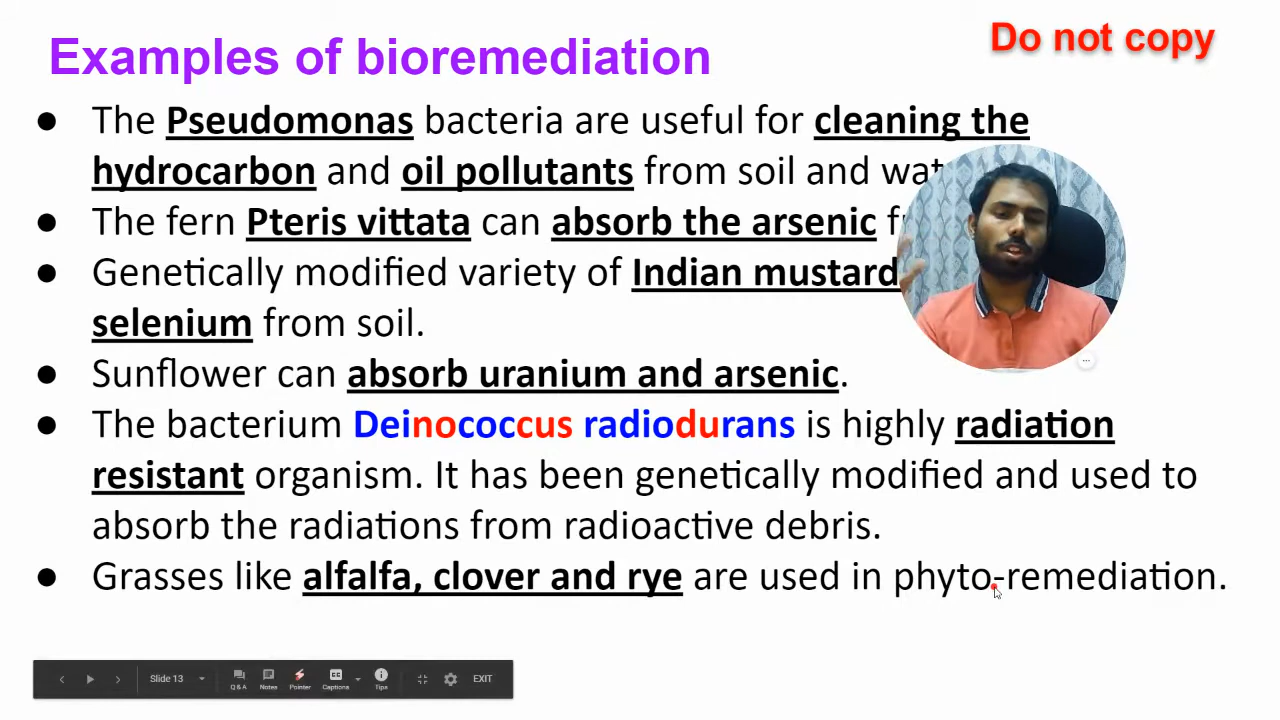 Examples of bioremediation
Do not copy
● The Pseudomonas bacteria are useful for cleaning the
hydrocarbon and oil pollutants from soil and
● The fern Pteris vittata can absorb the arsenic
● Genetically modified variety of Indian mustard
selenium from soil.
● Sunflower can absorb uranium and arsenic.
● The bacterium Deinococcus radiodurans is highly radiation
resistant organism. It has been genetically modified and used to
absorb the radiations from radioactive debris.
● Grasses like alfalfa, clover and rye are used in phyto-remediation.
Slide 13 Q & A Notes Pointer Captions Tips EXIT